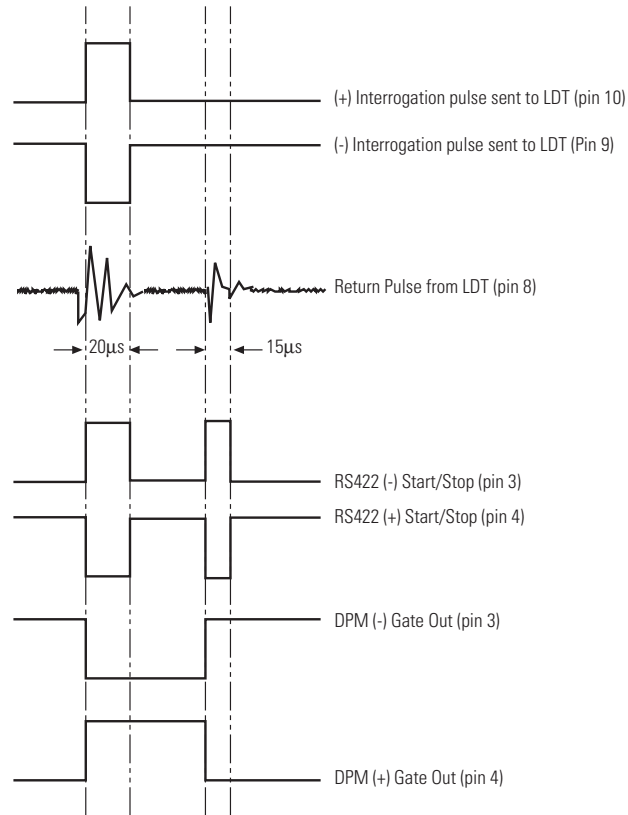 (+) Interrogation pulse sent to LDT (pin 10)
(-) Interrogation pulse sent to LDT (Pin 9)
Return Pulse from LDT (pin 8)
20µs
15µs
RS422 (-) Start/Stop (pin 3)
RS422 (+) Start/Stop (pin 4)
DPM (-) Gate Out (pin 3)
DPM (+) Gate Out (pin 4)